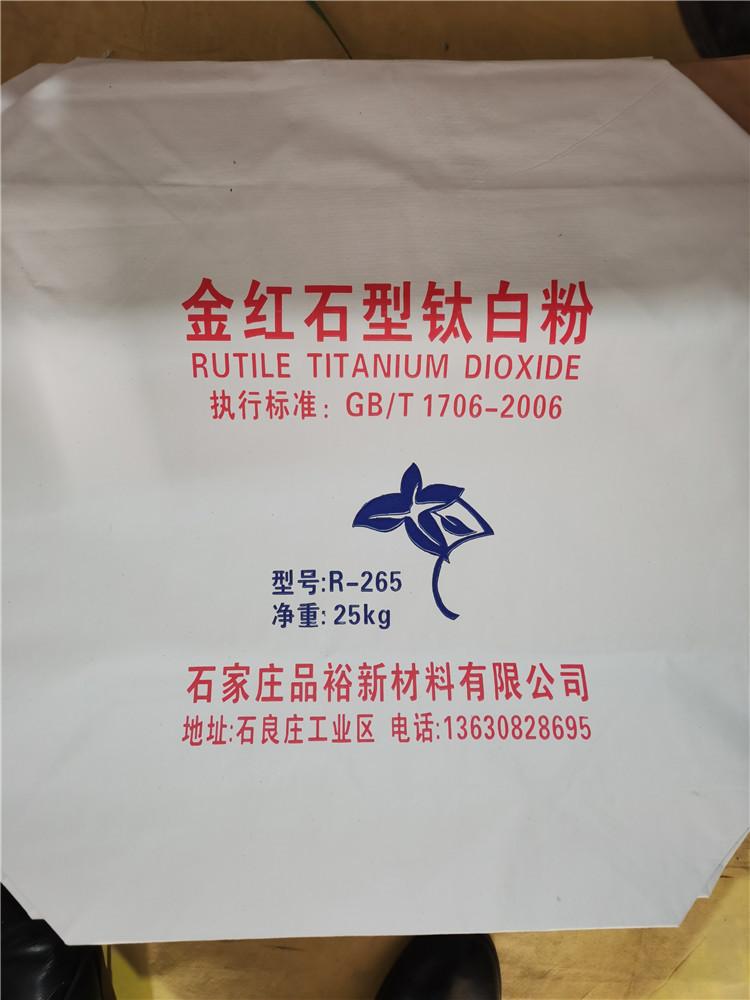 金红石型钛白粉
RUTILE TITANIUM DIOXIDE
执行标准：GB/T 1706-2006
型号:R-265
净重:25kg
石家庄品裕新材料有限公司
地址:石良庄工业区 电话:13630828695